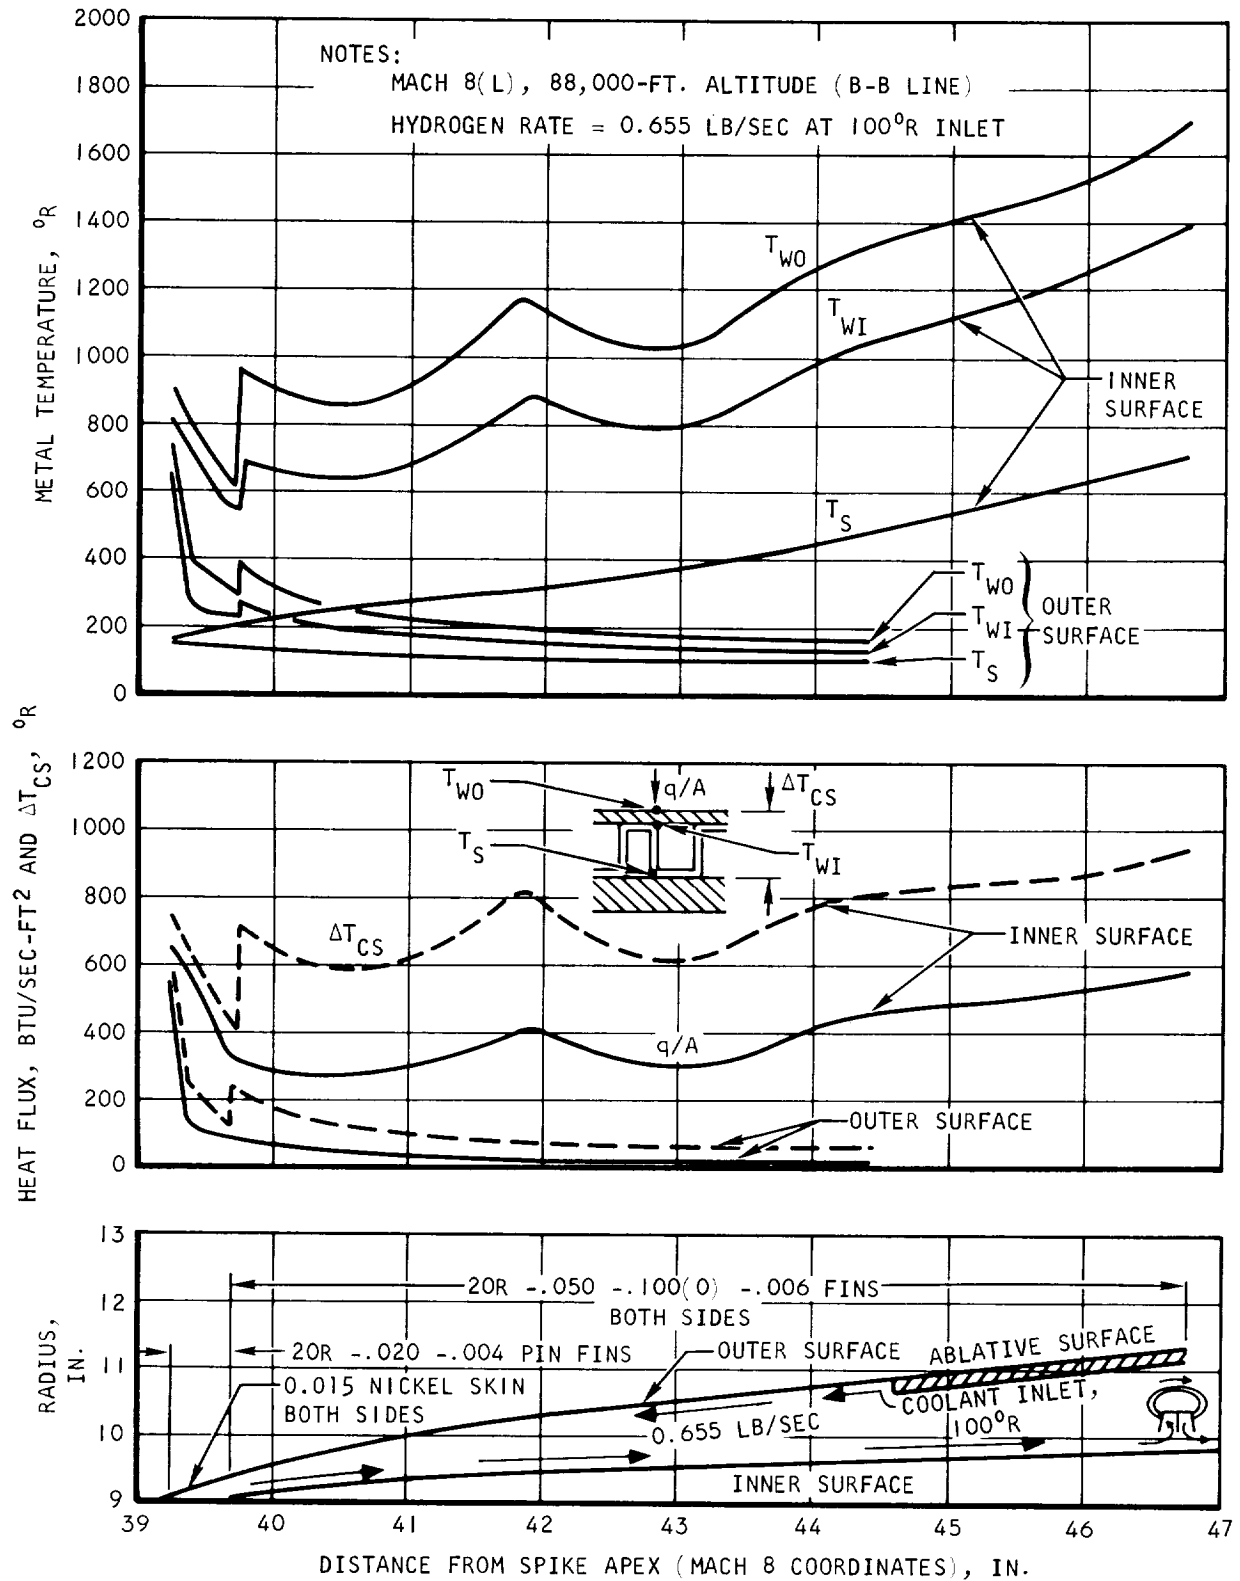 2000
1800
1600
1400
1200
1000
800
600
400
200
0
METAL TEMPERATURE, °R
NOTES:
MACH 8(L), 88,000-FT. ALTITUDE (B-B LINE)
HYDROGEN RATE = 0.655 LB/SEC AT 100°R INLET
T_WO
T_WI
T_S
INNER
SURFACE
T_WO
T_WI
T_S
OUTER
SURFACE
1200
1000
800
600
400
200
0
HEAT FLUX, BTU/SEC-FT² AND ΔT_CS, °R
T_WO
q/A
ΔT_CS
T_S
T_WI
ΔT_CS
INNER SURFACE
q/A
OUTER SURFACE
13
12
11
10
9
RADIUS,
IN.
20R -.050 -.100(O) -.006 FINS
BOTH SIDES
20R -.020 -.004 PIN FINS
OUTER SURFACE
ABLATIVE SURFACE
0.015 NICKEL SKIN
BOTH SIDES
COOLANT INLET,
100°R
0.655 LB/SEC
INNER SURFACE
39 40 41 42 43 44 45 46 47
DISTANCE FROM SPIKE APEX (MACH 8 COORDINATES), IN.